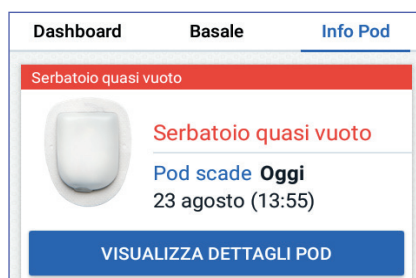 Dashboard Basale Info Pod
Serbatoio quasi vuoto
Serbatoio quasi vuoto
Pod scade Oggi
23 agosto (13:55)
VISUALIZZA DETTAGLI POD